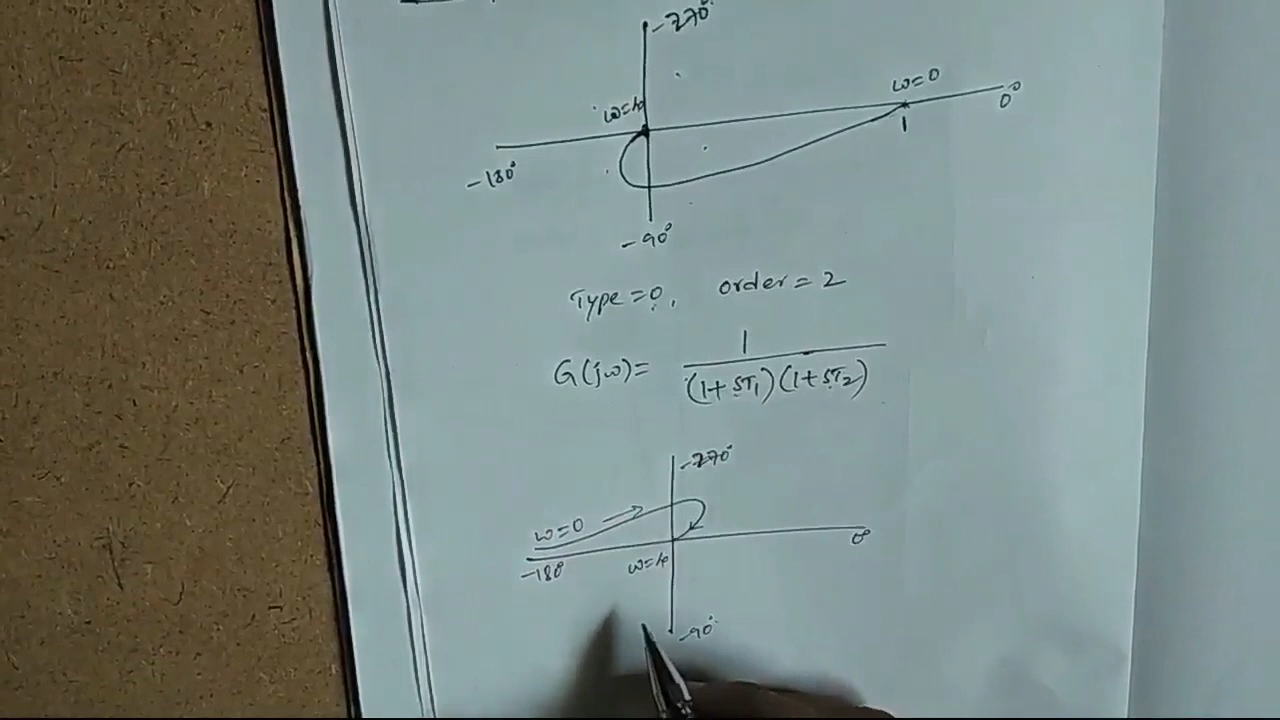 -270°
ω=0
0°
ω=∞
1
-180°
-90°
Type=0, order=2
G(jω)= 1
(1+ST₁)(1+ST₂)
-270°
ω=0
0°
-180°
ω=∞
-90°